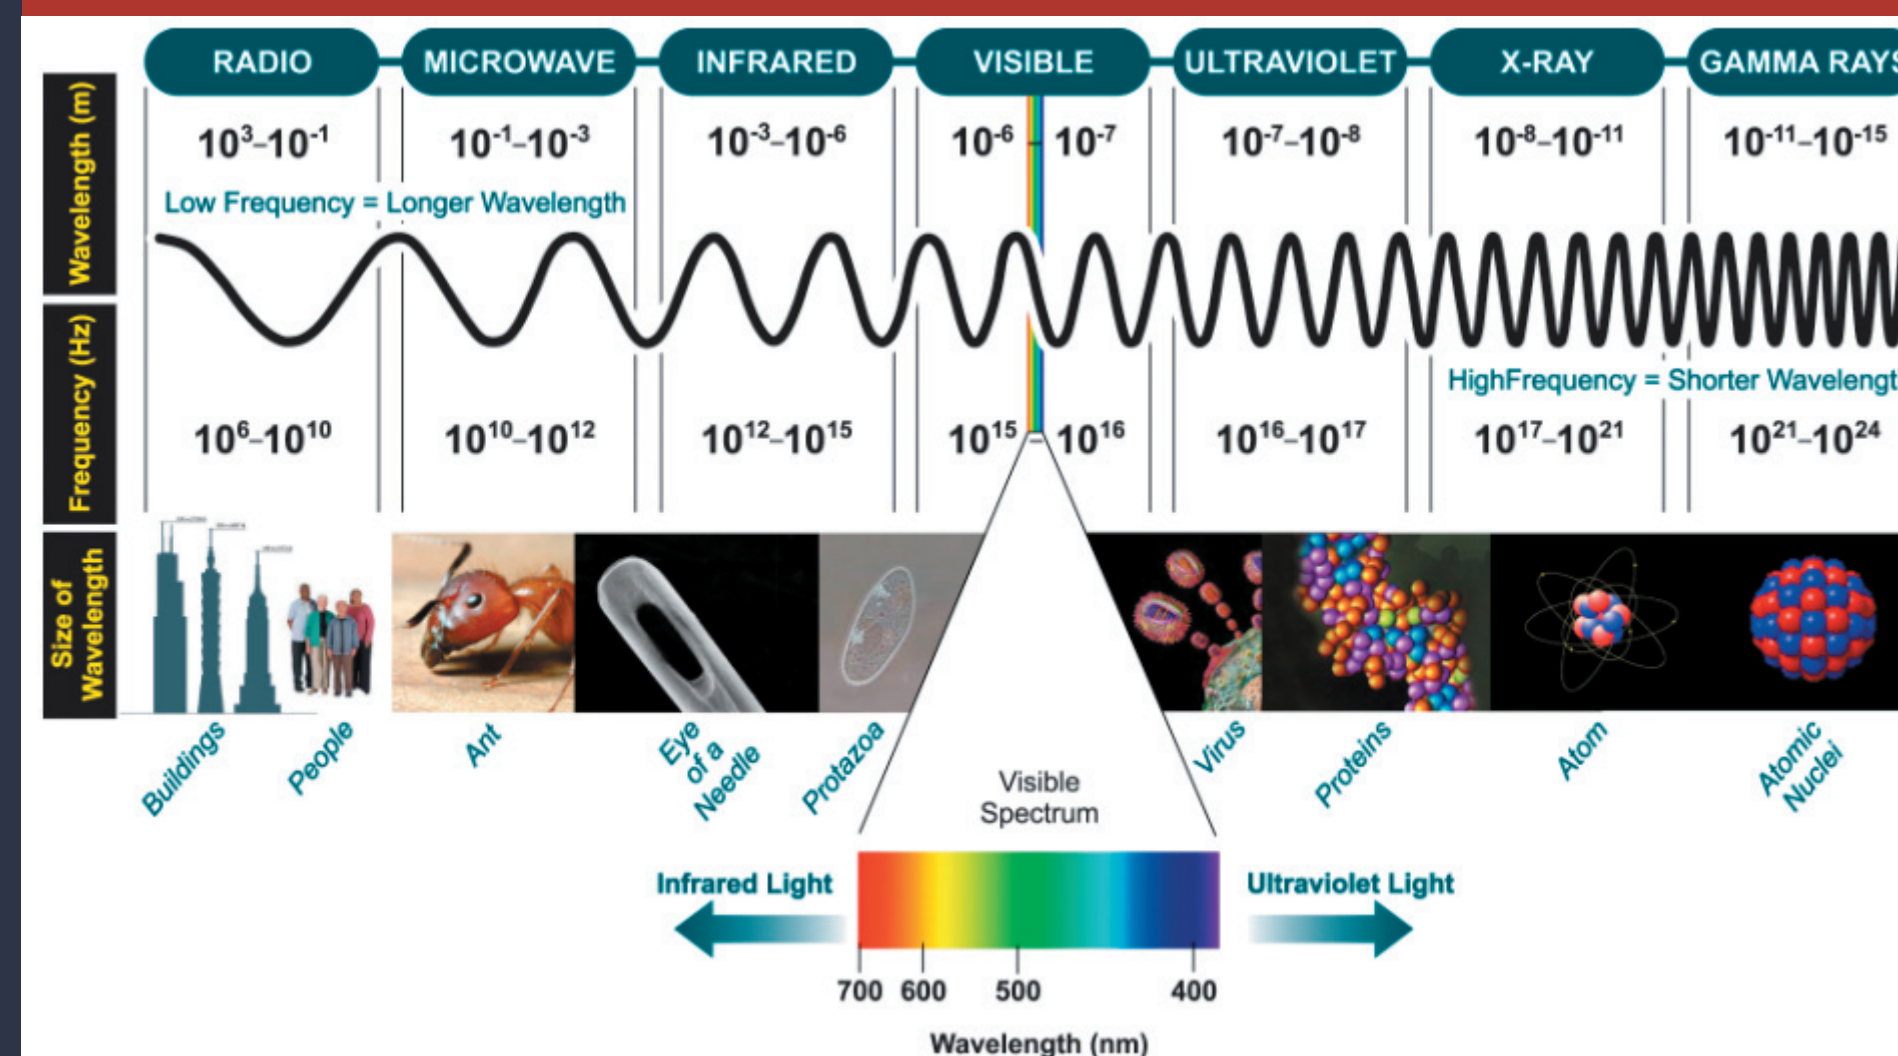 RADIO MICROWAVE INFRARED VISIBLE ULTRAVIOLET X-RAY GAMMA RAYS
Wavelength (m)
10³–10⁻¹ 10⁻¹–10⁻³ 10⁻³–10⁻⁶ 10⁻⁶ – 10⁻⁷ 10⁻⁷–10⁻⁸ 10⁻⁸–10⁻¹¹ 10⁻¹¹–10⁻¹⁵
Low Frequency = Longer Wavelength
HighFrequency = Shorter Wavelengt
Frequency (Hz)
10⁶–10¹⁰ 10¹⁰–10¹² 10¹²–10¹⁵ 10¹⁵ – 10¹⁶ 10¹⁶–10¹⁷ 10¹⁷–10²¹ 10²¹–10²⁴
Size of
Wavelength
Buildings
People
Ant
Eye
of a
Needle
Protazoa
Virus
Proteins
Atom
Atomic
Nuclei
Visible
Spectrum
Infrared Light
Ultraviolet Light
700 600 500 400
Wavelength (nm)